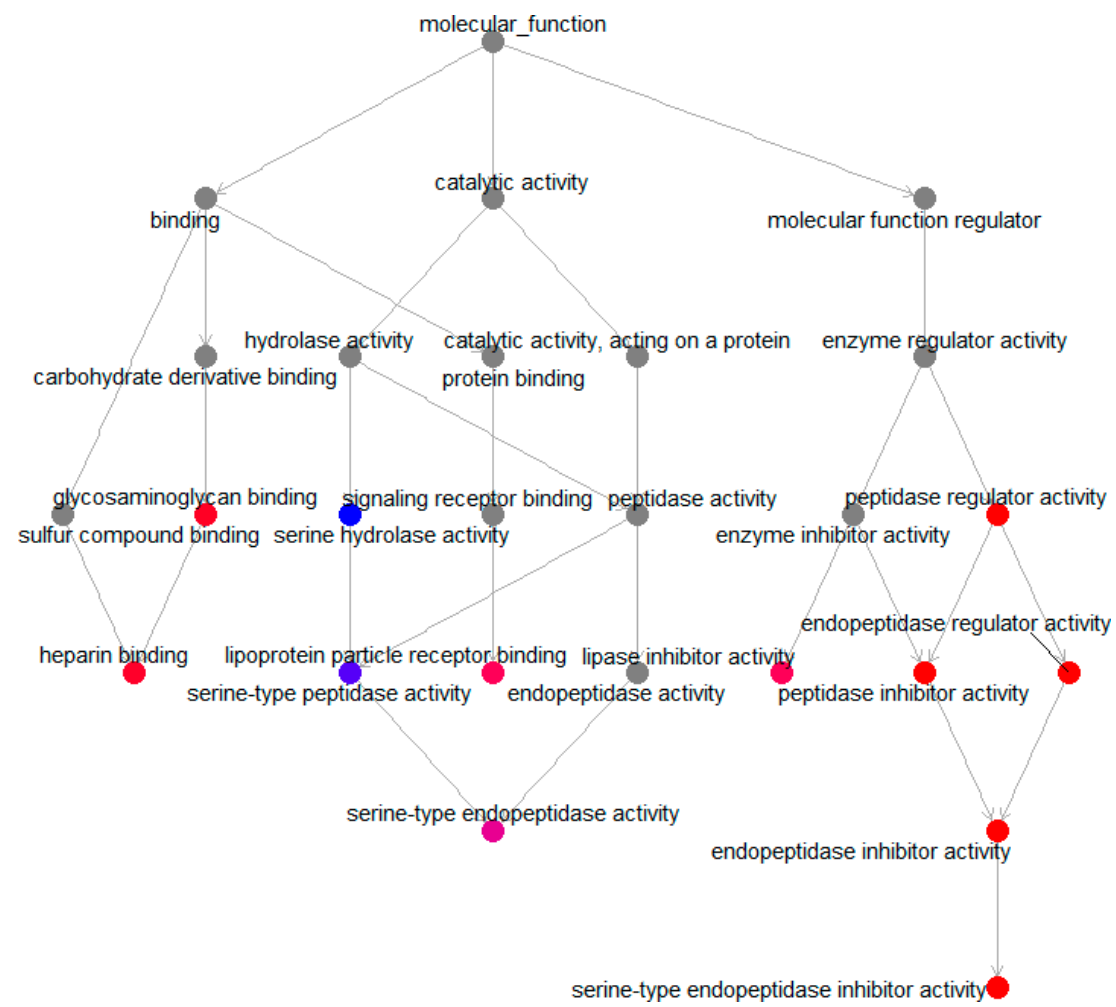 molecular_function
catalytic activity
binding
molecular function regulator
hydrolase activity
catalytic activity, acting on a protein
enzyme regulator activity
carbohydrate derivative binding
protein binding
glycosaminoglycan binding
signaling receptor binding
peptidase activity
peptidase regulator activity
sulfur compound binding
serine hydrolase activity
enzyme inhibitor activity
endopeptidase regulator activity
heparin binding
lipoprotein particle receptor binding
lipase inhibitor activity
serine-type peptidase activity
endopeptidase activity
peptidase inhibitor activity
serine-type endopeptidase activity
endopeptidase inhibitor activity
serine-type endopeptidase inhibitor activity